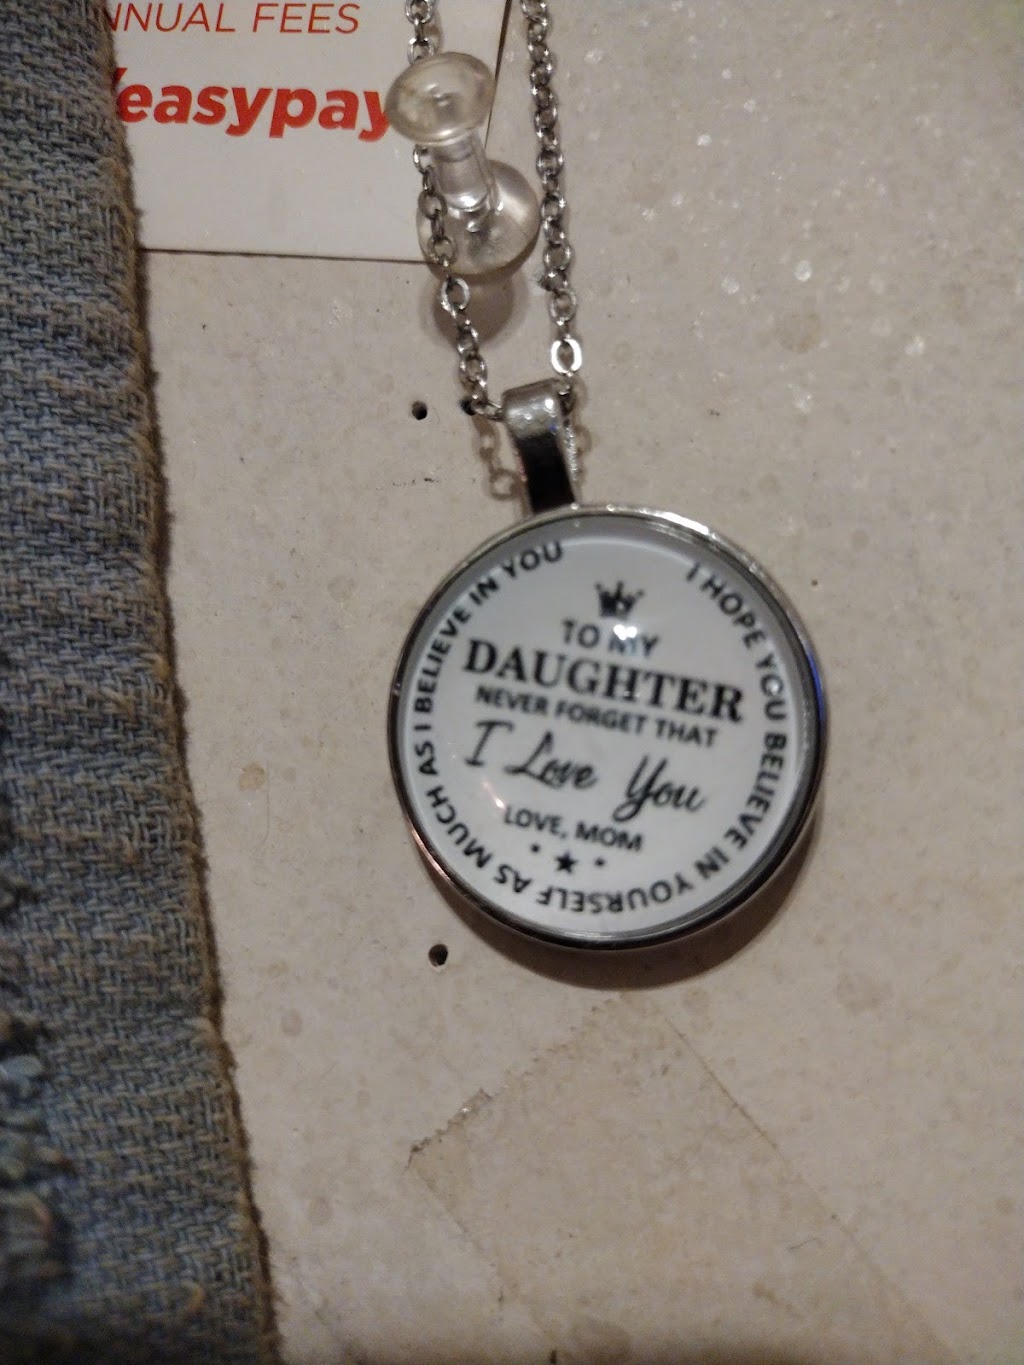 NNUAL FEES
/easypay
I HOPE YOU BELIEVE IN YOURSELF AS MUCH AS I BELIEVE IN YOU
TO MY
DAUGHTER
NEVER FORGET THAT
I Love You
LOVE, MOM